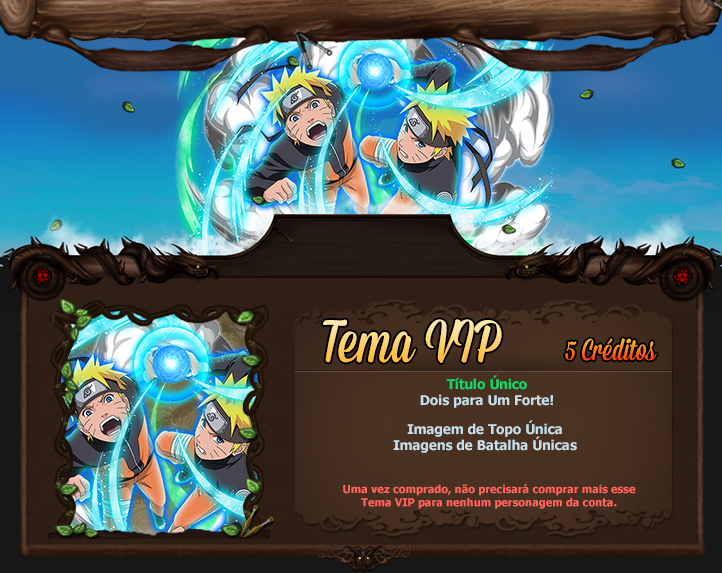 Tema VIP
5 Créditos
Título Único
Dois para Um Forte!
Imagem de Topo Única
Imagens de Batalha Únicas
Uma vez comprado, não precisará comprar mais esse
Tema VIP para nenhum personagem da conta.